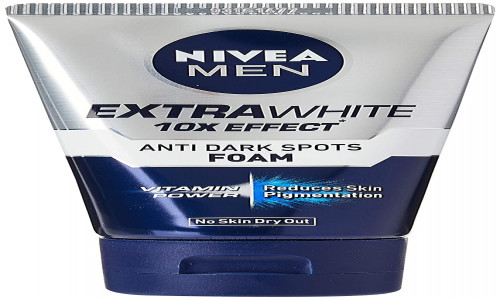 NIVEA
MEN
EXTRAWHITE
10X EFFECT*
ANTI DARK SPOTS
FOAM
VITAMIN
POWER
Reduces Skin
Pigmentation
No Skin Dry Out